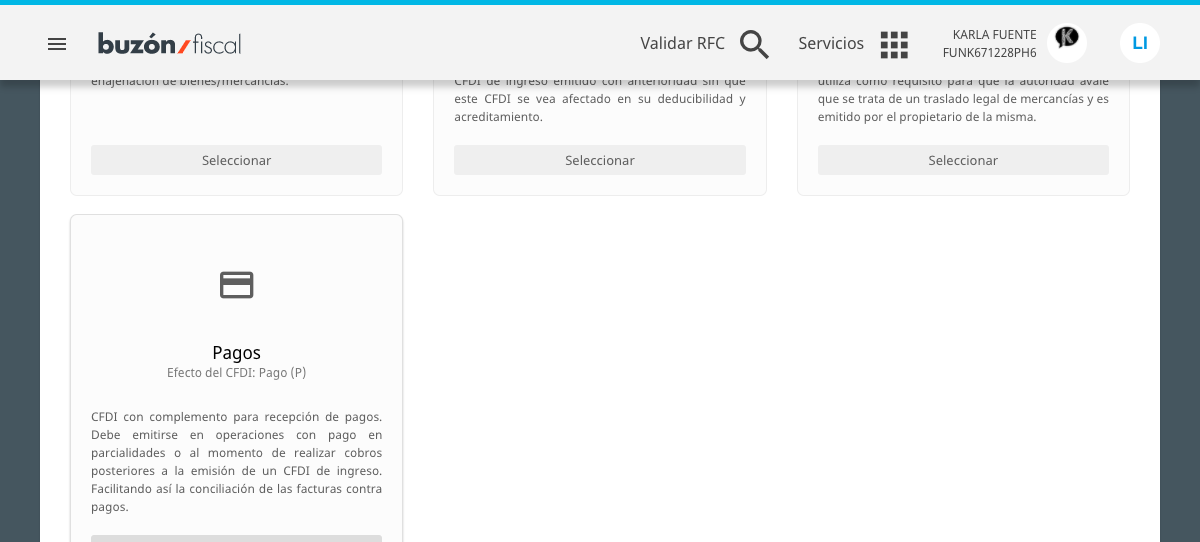 buzón/fiscal
Validar RFC
Servicios
KARLA FUENTE
FUNK671228PH6
K
LI
enajenación de bienes/mercancías.
CFDI de ingreso emitido con anterioridad sin que
este CFDI se vea afectado en su deducibilidad y
acreditamiento.
utiliza como requisito para que la autoridad avale
que se trata de un traslado legal de mercancías y es
emitido por el propietario de la misma.
Seleccionar
Seleccionar
Seleccionar
Pagos
Efecto del CFDI: Pago (P)
CFDI con complemento para recepción de pagos.
Debe emitirse en operaciones con pago en
parcialidades o al momento de realizar cobros
posteriores a la emisión de un CFDI de ingreso.
Facilitando así la conciliación de las facturas contra
pagos.